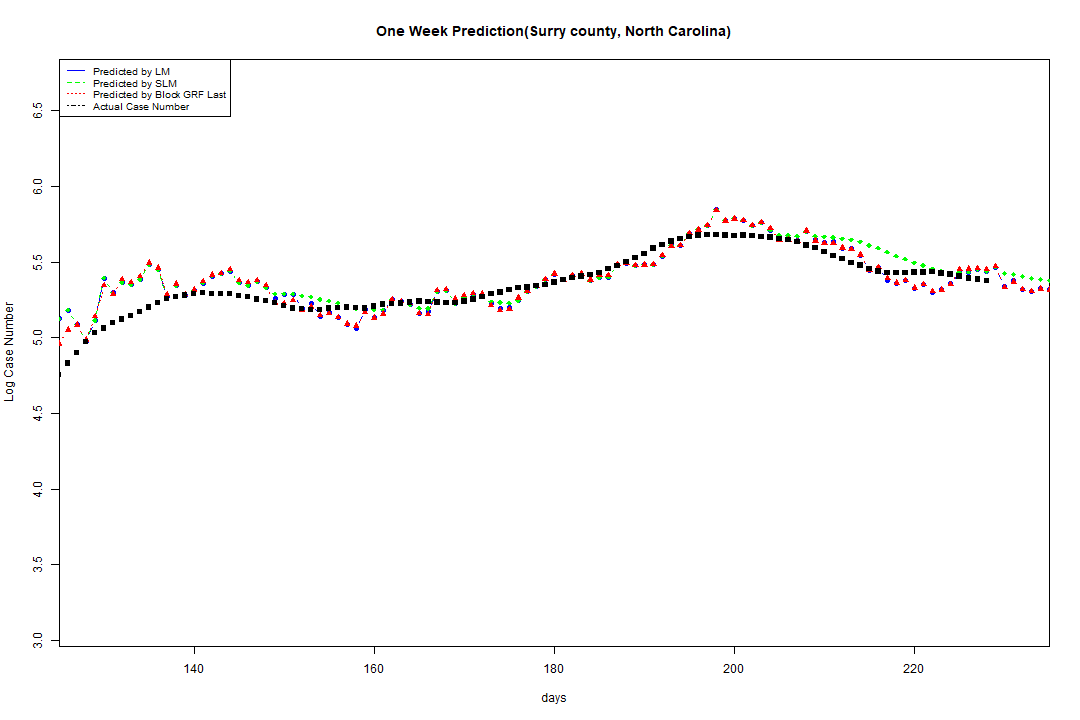 One Week Prediction(Surry county, North Carolina)
Predicted by LM
Predicted by SLM
Predicted by Block GRF Last
Actual Case Number
6.5
6.0
5.5
5.0
4.5
4.0
3.5
3.0
Log Case Number
140 160 180 200 220
days